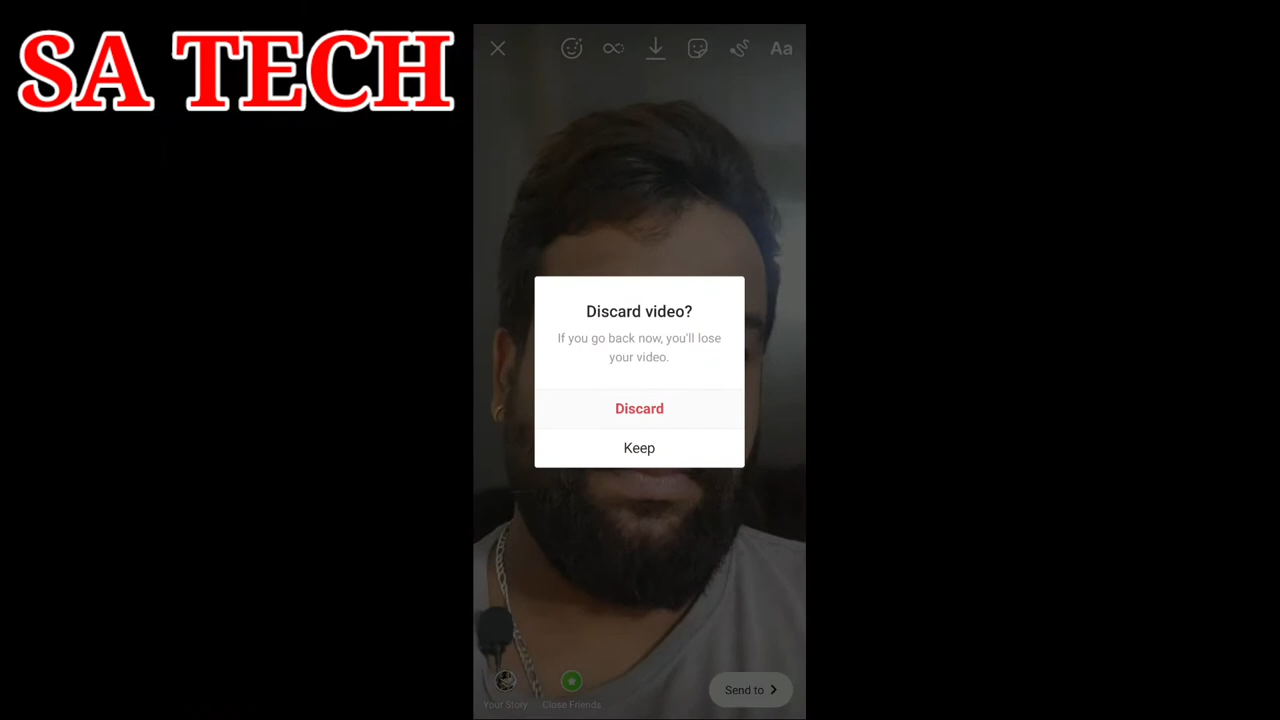 SA TECH
Aa
Discard video?
If you go back now, you'll lose
your video.
Discard
Keep
Your Story
Close Friends
Send to